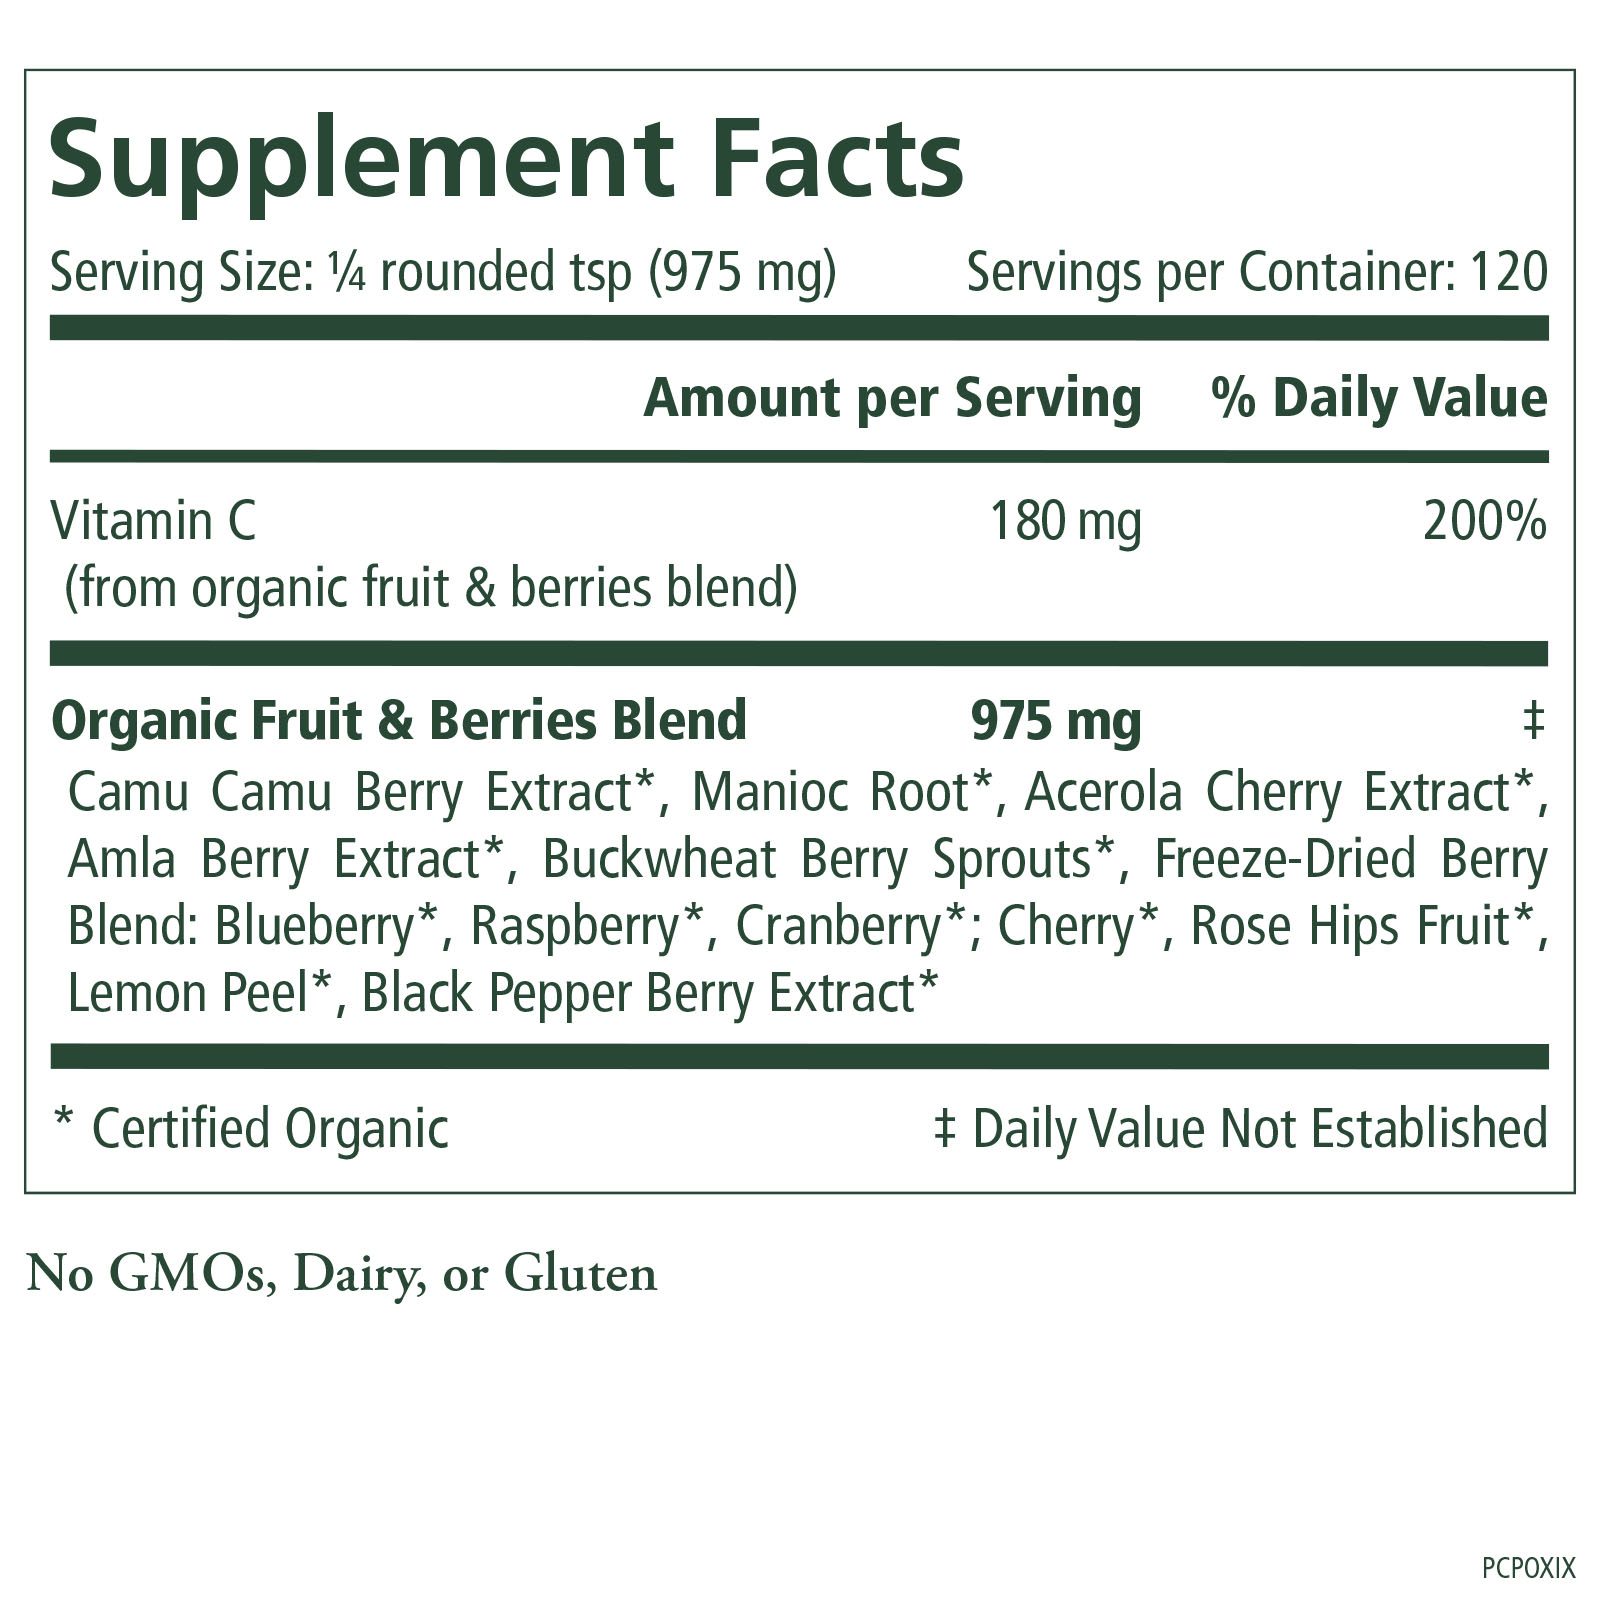 Supplement Facts
Serving Size: ¼ rounded tsp (975 mg) Servings per Container: 120
Amount per Serving % Daily Value
Vitamin C 180 mg 200%
(from organic fruit & berries blend)
Organic Fruit & Berries Blend 975 mg ‡
Camu Camu Berry Extract*, Manioc Root*, Acerola Cherry Extract*,
Amla Berry Extract*, Buckwheat Berry Sprouts*, Freeze-Dried Berry
Blend: Blueberry*, Raspberry*, Cranberry*; Cherry*, Rose Hips Fruit*,
Lemon Peel*, Black Pepper Berry Extract*
* Certified Organic ‡ Daily Value Not Established
No GMOs, Dairy, or Gluten
PCPOXIX